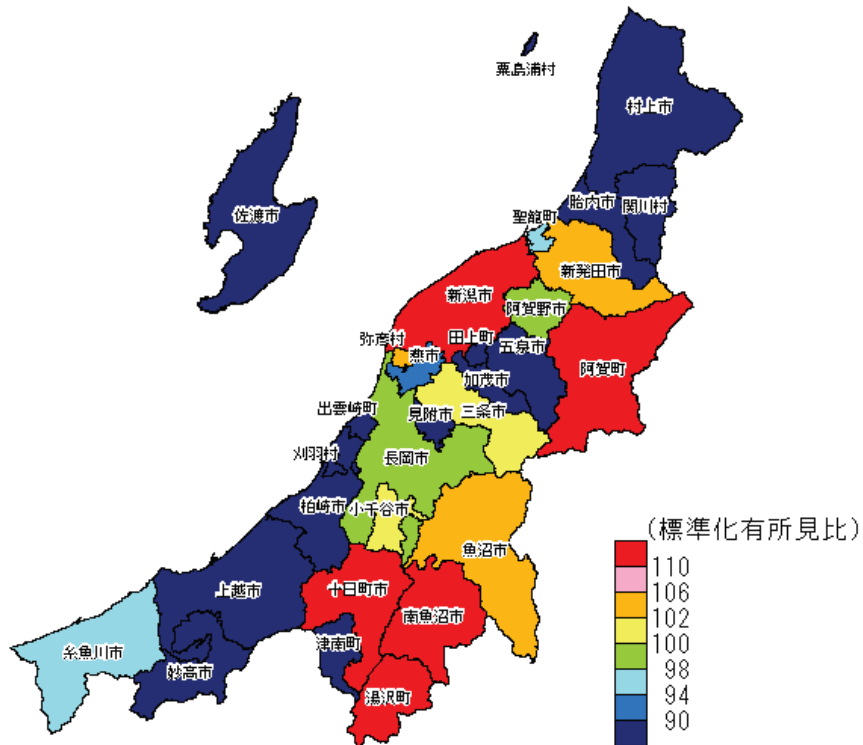 粟島浦村
村上市
佐渡市
胎内市
関川村
聖籠町
新発田市
新潟市
阿賀野市
弥彦村
田上町
五泉市
燕市
阿賀町
加茂市
出雲崎町
見附市
三条市
刈羽村
長岡市
柏崎市
小千谷市
魚沼市
上越市
十日町市
南魚沼市
糸魚川市
津南町
妙高市
湯沢町
(標準化有所見比)
110
106
102
100
98
94
90